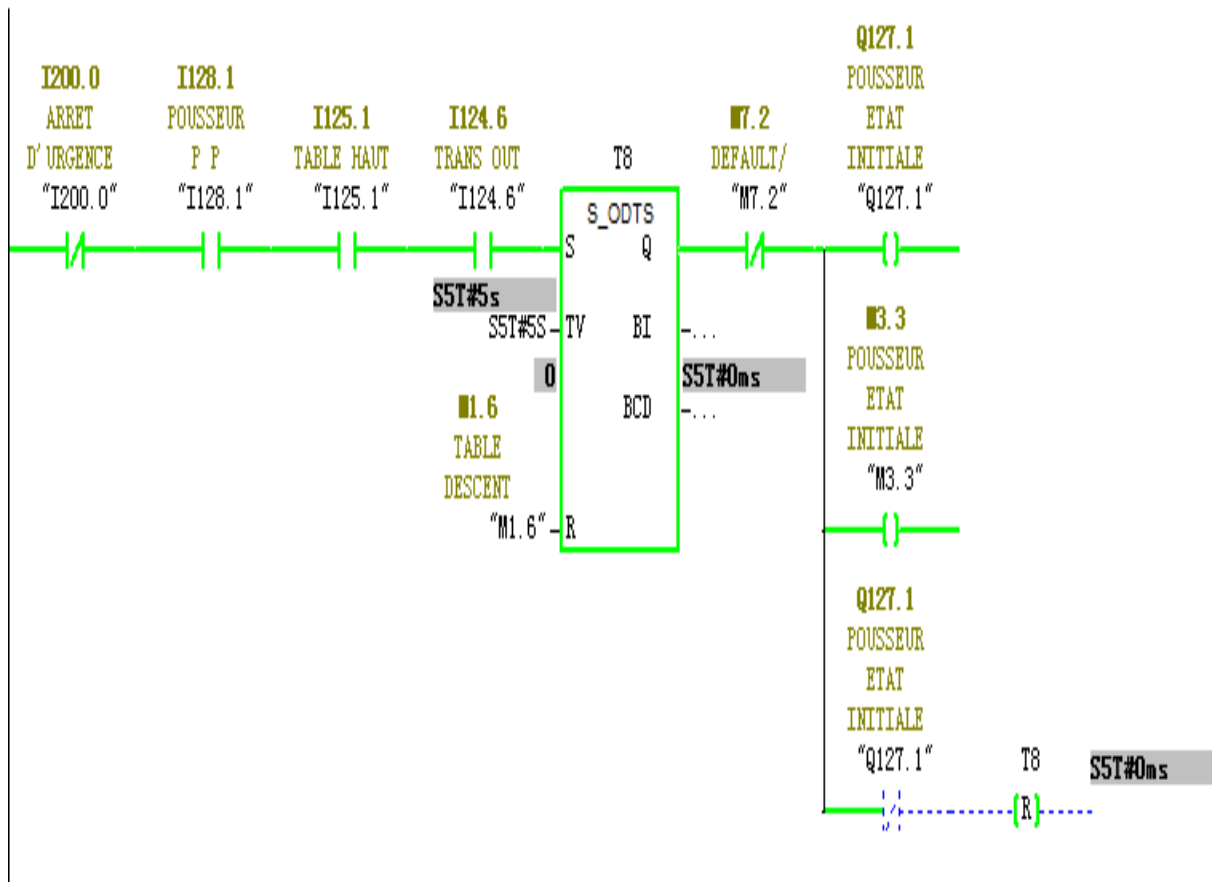 Q127.1
POUSSEUR
ETAT
INITIALE
"Q127.1"
I200.0
ARRET
D'URGENCE
"I200.0"
I128.1
POUSSEUR
P P
"I128.1"
I125.1
TABLE HAUT
"I125.1"
I124.6
TRANS OUT
"I124.6"
T8
M7.2
DEFAULT/
"M7.2"
S_ODTS
S Q
S5T#5s
S5T#5S TV BI ...
0 S5T#0ms
BCD ...
M1.6
TABLE
DESCENT
"M1.6" R
M3.3
POUSSEUR
ETAT
INITIALE
"M3.3"
Q127.1
POUSSEUR
ETAT
INITIALE
"Q127.1"
T8
S5T#0ms
R